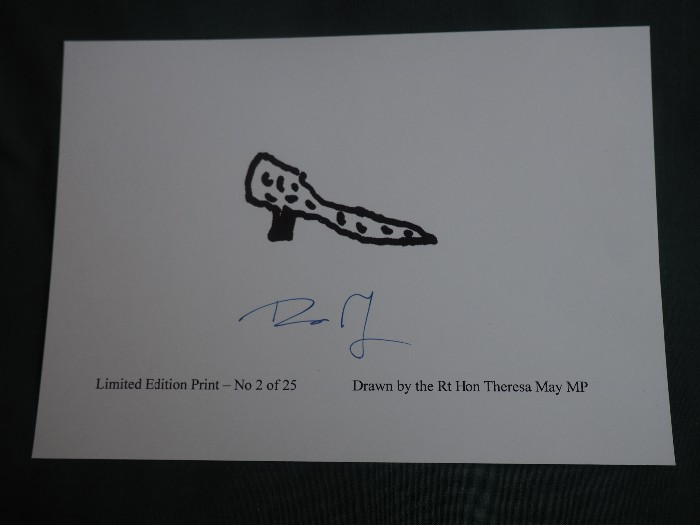 Limited Edition Print – No 2 of 25 Drawn by the Rt Hon Theresa May MP